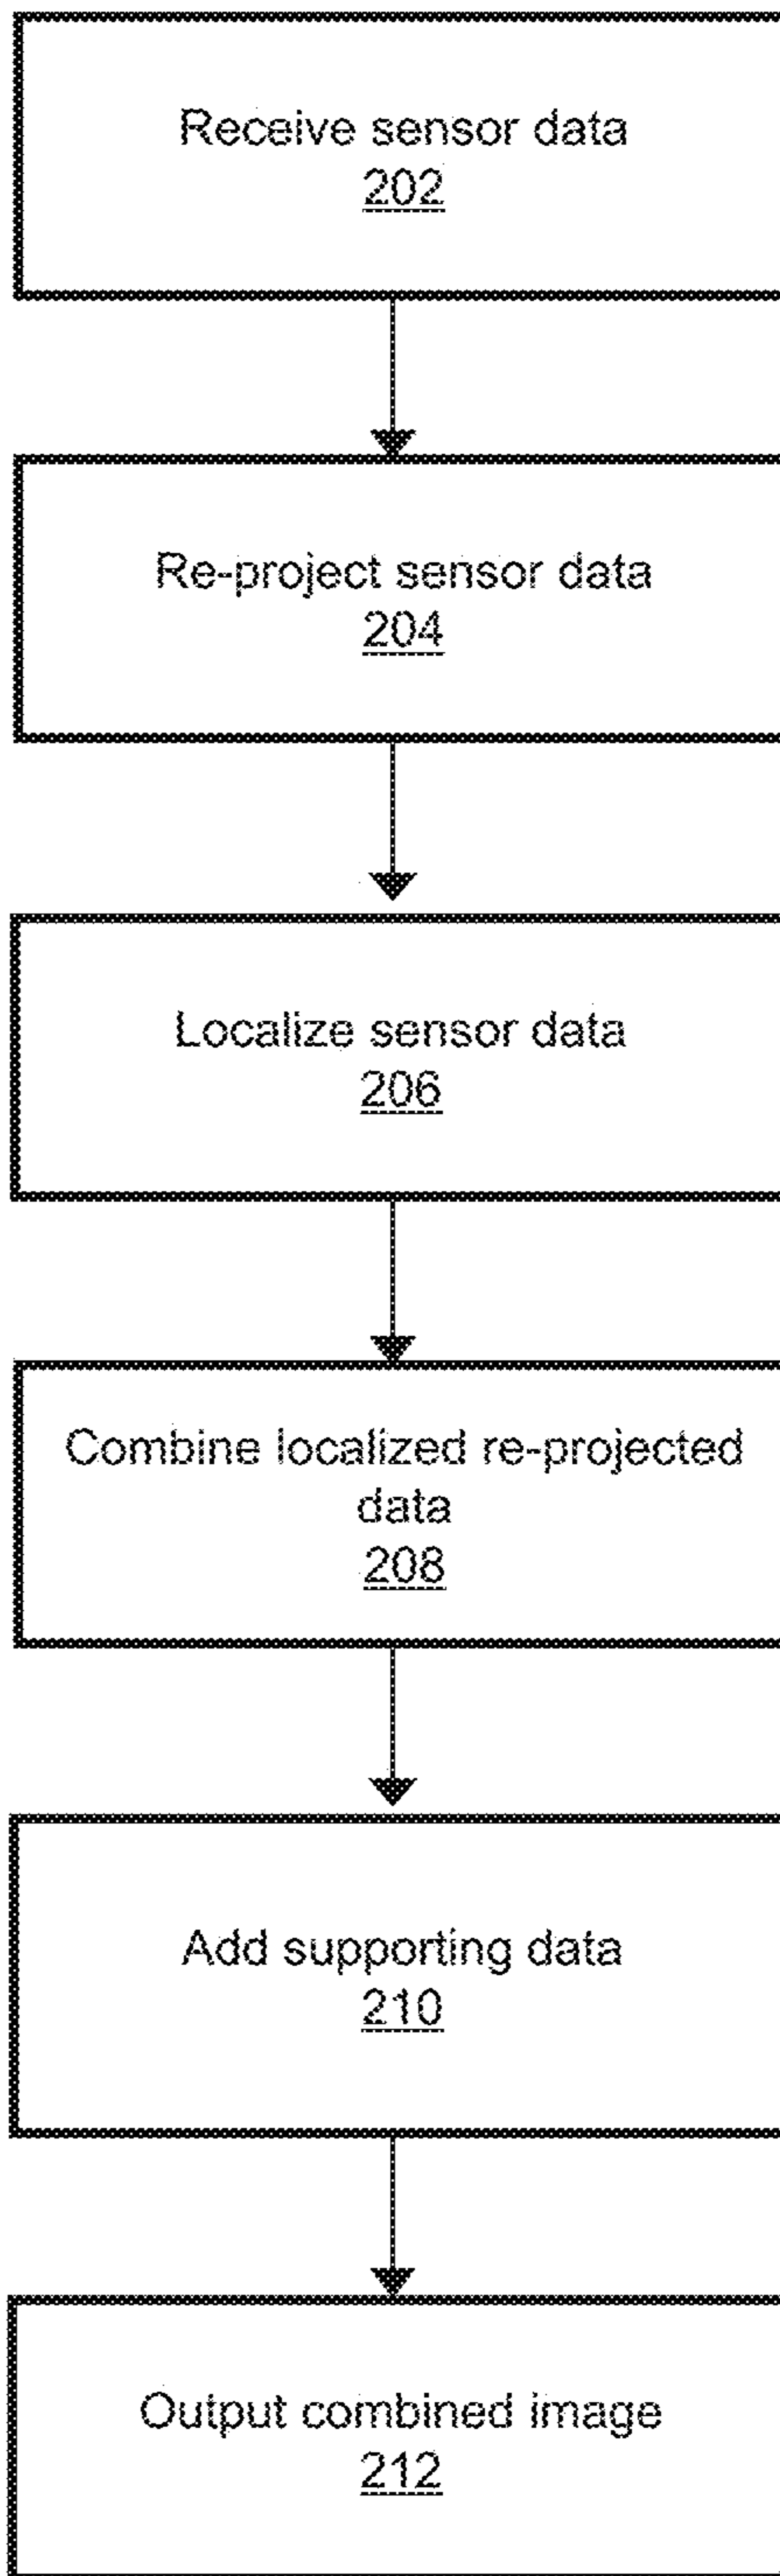 Receive sensor data
202
Re-project sensor data
204
Localize sensor data
206
Combine localized re-projected
data
208
Add supporting data
210
Output combined image
212